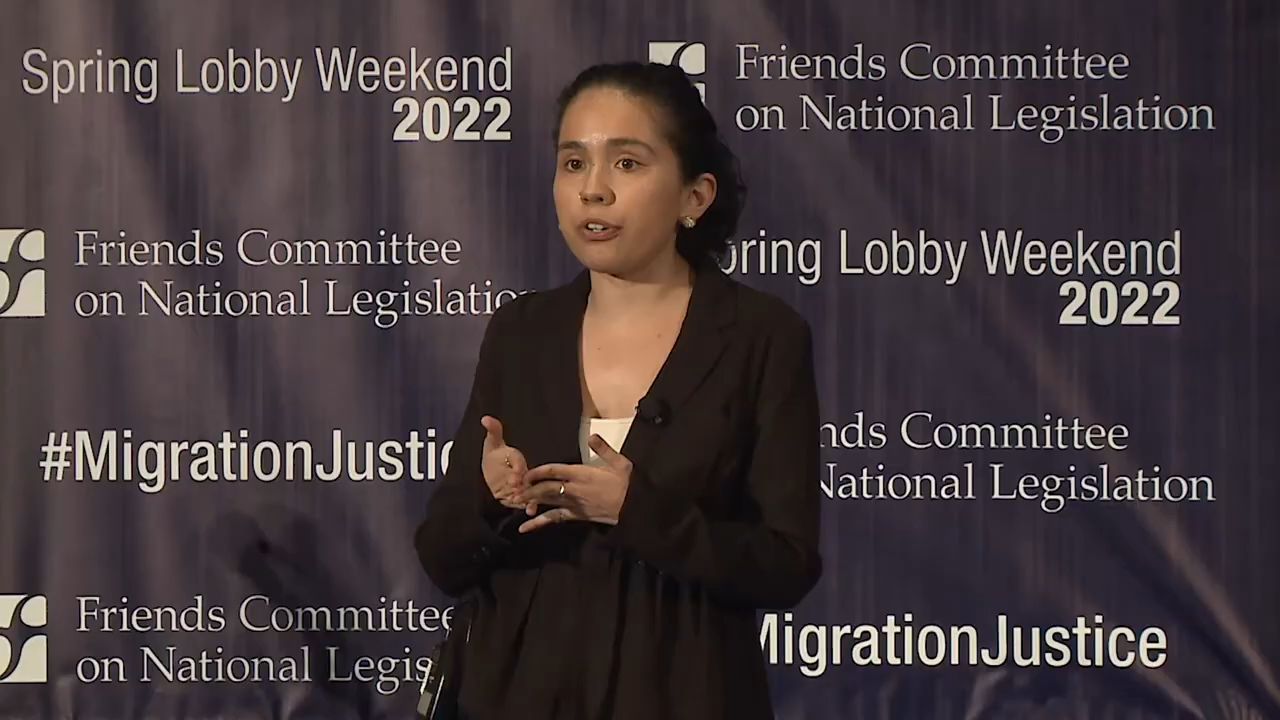 Spring Lobby Weekend
2022
Friends Committee
on National Legislation
Friends Committee
on National Legislatio
pring Lobby Weekend
2022
#MigrationJustic
nds Committee
National Legislation
Friends Committee
on National Legis
MigrationJustice